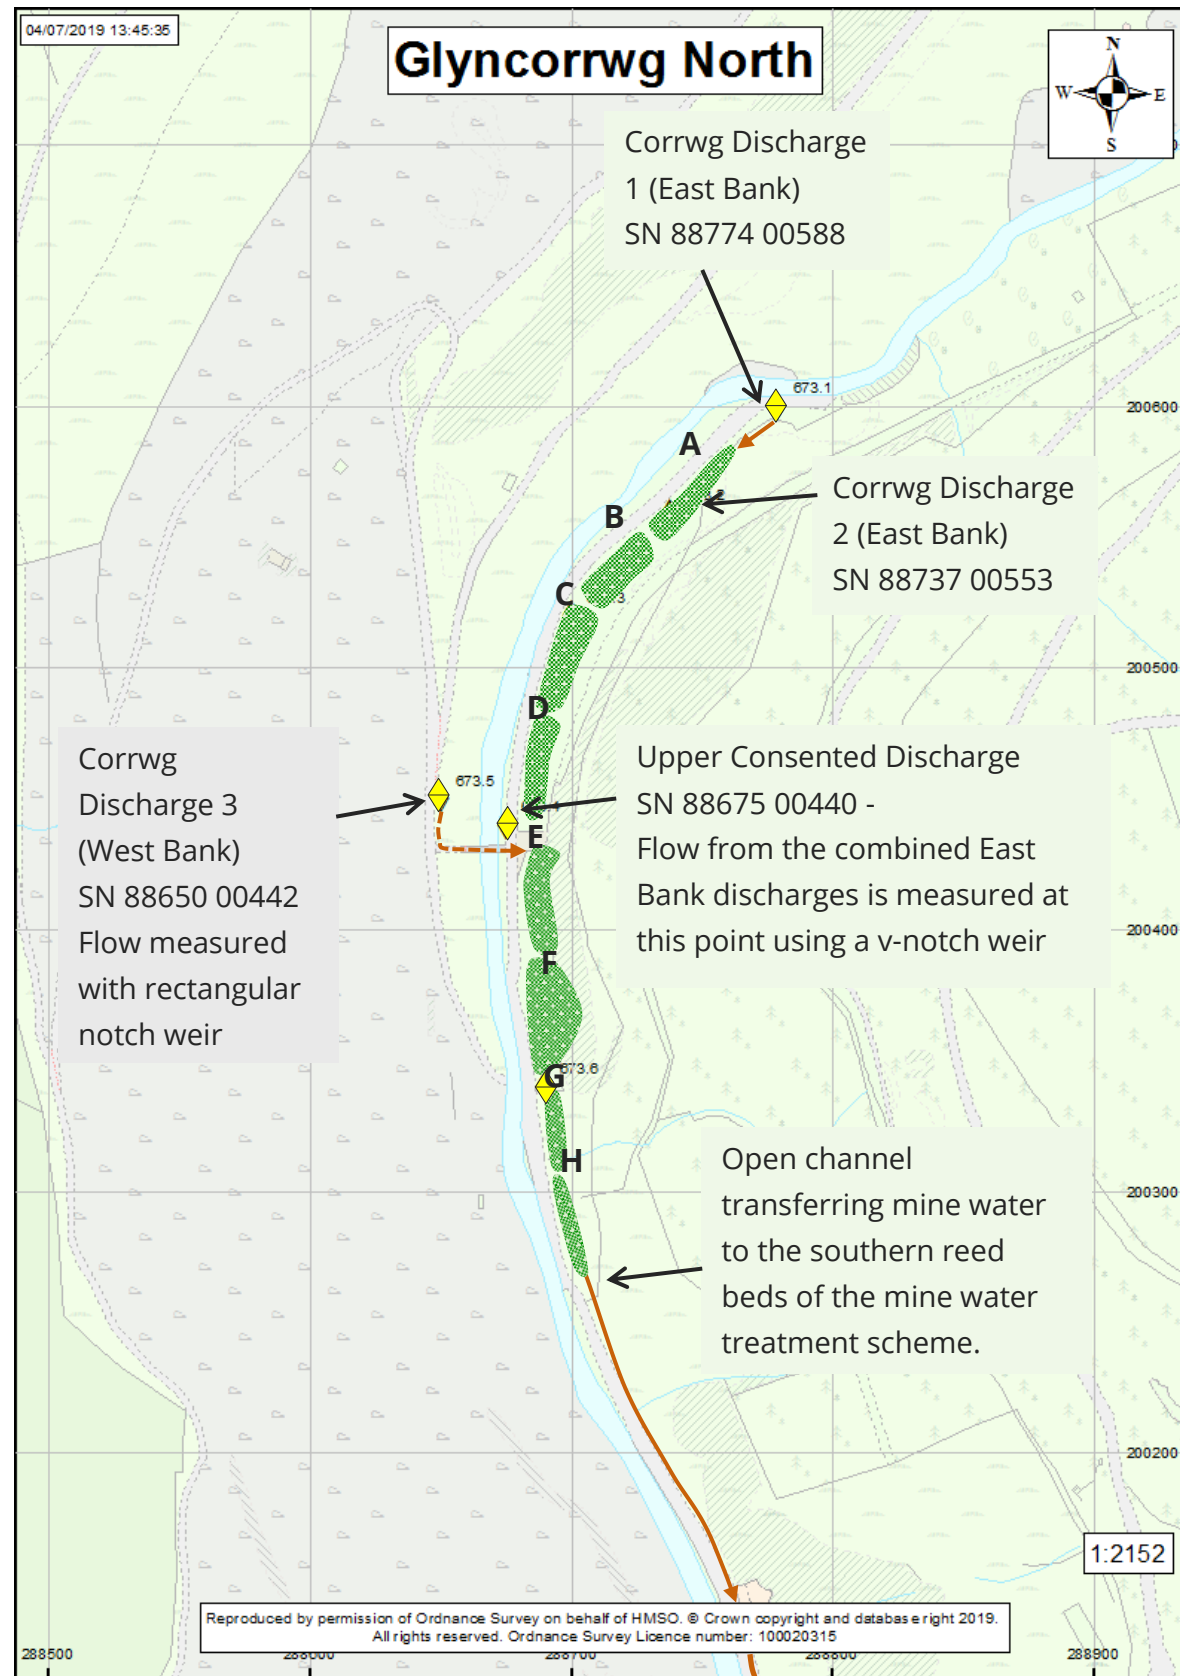 04/07/2019 13:45:35
Glyncorrwg North
N
W
E
S
Corrwg Discharge
1 (East Bank)
SN 88774 00588
673.1
200600
A
Corrwg Discharge
2 (East Bank)
SN 88737 00553
B
C
200500
D
Corrwg
Discharge 3
(West Bank)
SN 88650 00442
Flow measured
with rectangular
notch weir
673.5
Upper Consented Discharge
SN 88675 00440 -
Flow from the combined East
Bank discharges is measured at
this point using a v-notch weir
E
200400
F
G
673.6
H
Open channel
transferring mine water
to the southern reed
beds of the mine water
treatment scheme.
200300
200200
1:2152
Reproduced by permission of Ordnance Survey on behalf of HMSO. © Crown copyright and database right 2019.
All rights reserved. Ordnance Survey Licence number: 100020315
288500
288700
288800
288900